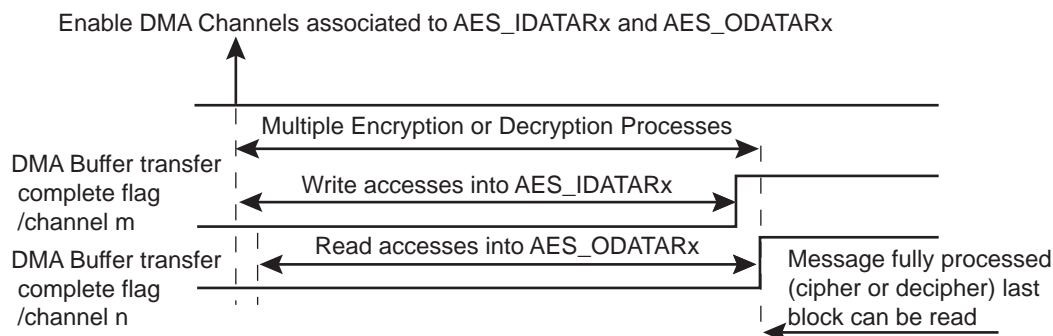 Enable DMA Channels associated to AES_IDATARx and AES_ODATARx
Multiple Encryption or Decryption Processes
DMA Buffer transfer
complete flag
/channel m
Write accesses into AES_IDATARx
Read accesses into AES_ODATARx
DMA Buffer transfer
complete flag
/channel n
Message fully processed
(cipher or decipher) last
block can be read